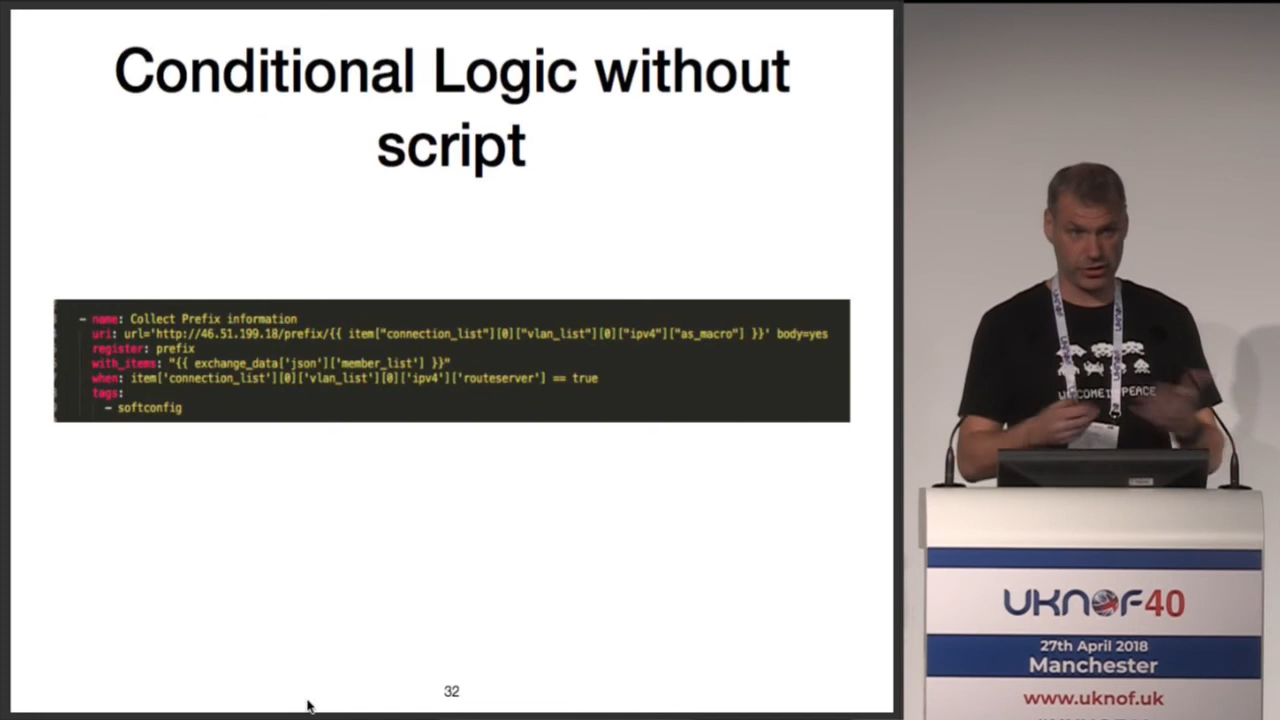 Conditional Logic without
script
- name: Collect Prefix information
uri: url='http://46.51.199.18/prefix/{{ item["connection_list"][0]["vlan_list"][0]["ipv4"]["as_macro"] }}' body=yes
register: prefix
with_items: "{{ exchange_data['json']['member_list'] }}"
when: item['connection_list'][0]['vlan_list'][0]['ipv4']['routeserver'] == true
tags:
- softconfig
32
COME PEACE
UKNOF40
27th April 2018
Manchester
www.uknof.uk